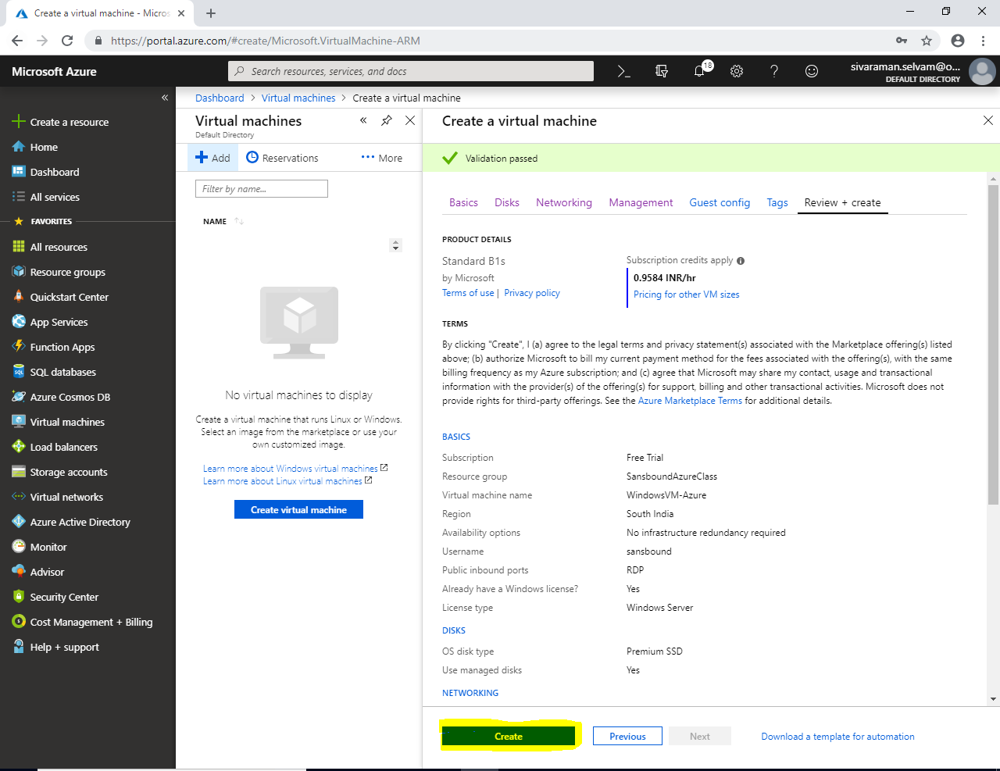 Create a virtual machine - Micros
https://portal.azure.com/#create/Microsoft.VirtualMachine-ARM
Microsoft Azure
Search resources, services, and docs
18
sivaraman.selvam@o...
DEFAULT DIRECTORY
Create a resource
Home
Dashboard
All services
FAVORITES
All resources
Resource groups
Quickstart Center
App Services
Function Apps
SQL databases
Azure Cosmos DB
Virtual machines
Load balancers
Storage accounts
Virtual networks
Azure Active Directory
Monitor
Advisor
Security Center
Cost Management + Billing
Help + support
Dashboard > Virtual machines > Create a virtual machine
Virtual machines
Default Directory
Add
Reservations
More
Filter by name...
NAME
No virtual machines to display
Create a virtual machine that runs Linux or Windows.
Select an image from the marketplace or use your
own customized image.
Learn more about Windows virtual machines
Learn more about Linux virtual machines
Create virtual machine
Create a virtual machine
Validation passed
Basics Disks Networking Management Guest config Tags Review + create
PRODUCT DETAILS
Standard B1s
by Microsoft
Terms of use | Privacy policy
Subscription credits apply
0.9584 INR/hr
Pricing for other VM sizes
TERMS
By clicking "Create", I (a) agree to the legal terms and privacy statement(s) associated with the Marketplace offering(s) listed
above; (b) authorize Microsoft to bill my current payment method for the fees associated with the offering(s), with the same
billing frequency as my Azure subscription; and (c) agree that Microsoft may share my contact, usage and transactional
information with the provider(s) of the offering(s) for support, billing and other transactional activities. Microsoft does not
provide rights for third-party offerings. See the Azure Marketplace Terms for additional details.
BASICS
Subscription Free Trial
Resource group SansboundAzureClass
Virtual machine name WindowsVM-Azure
Region South India
Availability options No infrastructure redundancy required
Username sansbound
Public inbound ports RDP
Already have a Windows license? Yes
License type Windows Server
DISKS
OS disk type Premium SSD
Use managed disks Yes
NETWORKING
Create
Previous
Next
Download a template for automation